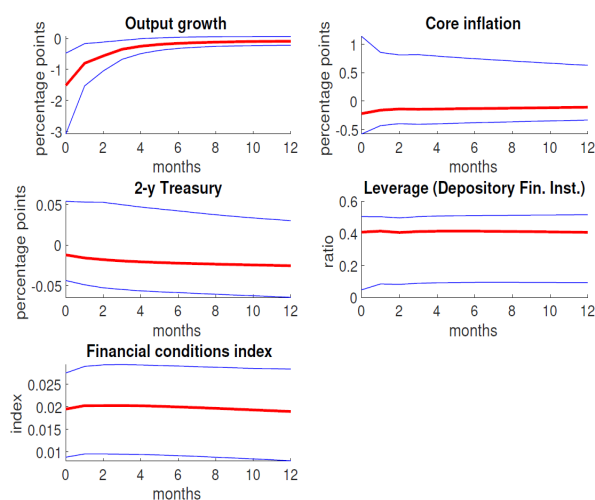 Output growth
percentage points
0
-1
-2
-3
0 2 4 6 8 10 12
months
Core inflation
percentage points
1
0.5
0
-0.5
0 2 4 6 8 10 12
months
2-y Treasury
percentage points
0.05
0
-0.05
0 2 4 6 8 10 12
months
Leverage (Depository Fin. Inst.)
ratio
0.6
0.4
0.2
0
0 2 4 6 8 10 12
months
Financial conditions index
index
0.025
0.02
0.015
0.01
0 2 4 6 8 10 12
months